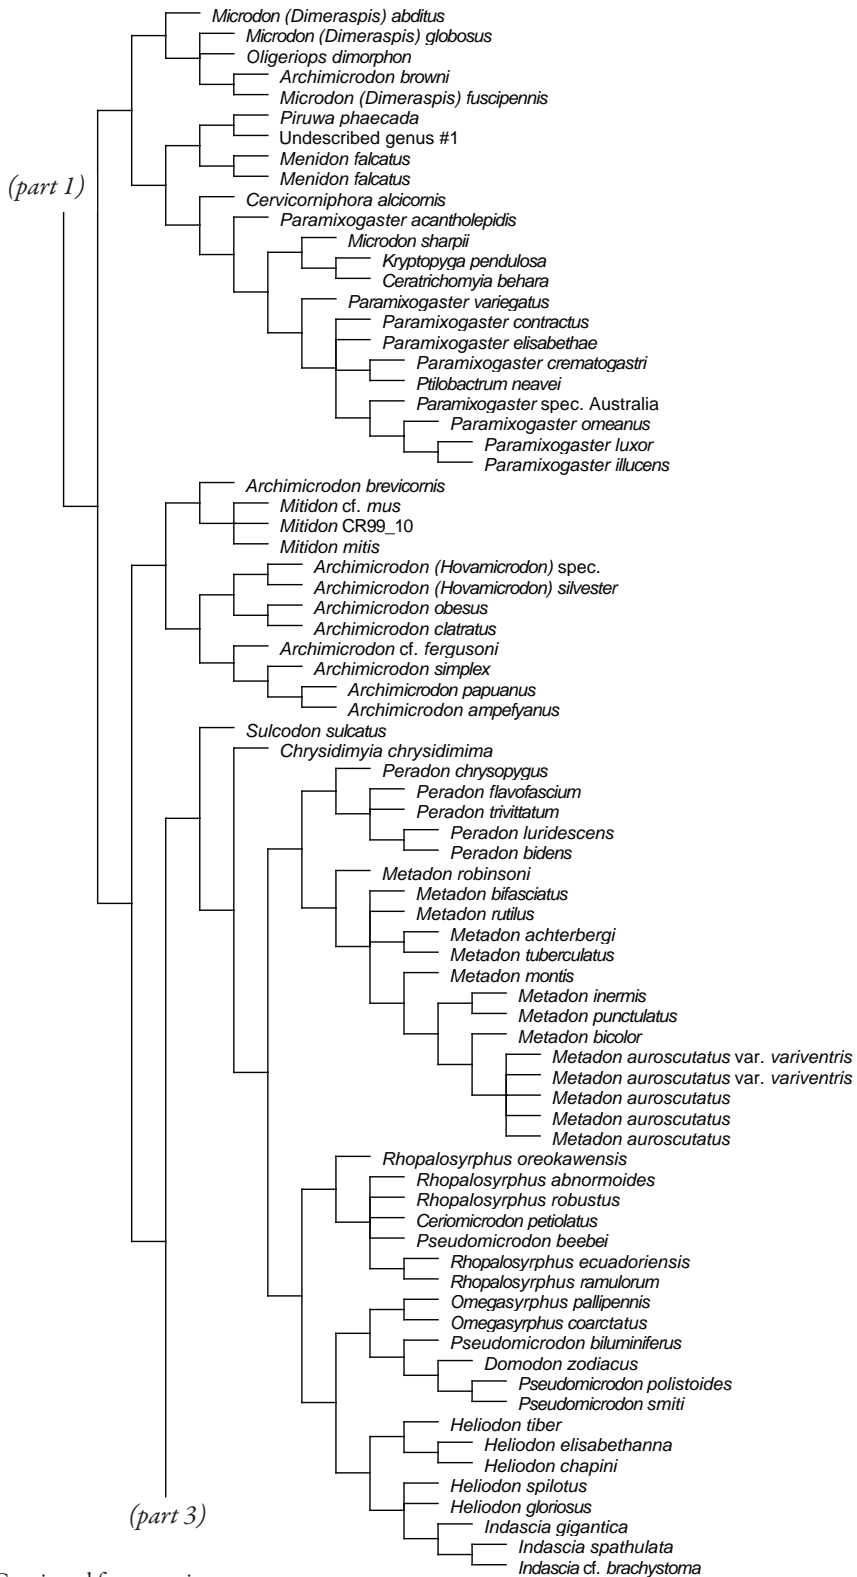 Microdon (Dimeraspis) abditus
Microdon (Dimeraspis) globosus
Oligeriops dimorphon
Archimicrodon browni
Microdon (Dimeraspis) fuscipennis
Piruwa phaecada
Undescribed genus #1
Menidon falcatus
Menidon falcatus
(part 1)
Cervicorniphora alcicornis
Paramixogaster acantholepidis
Microdon sharpii
Kryptopyga pendulosa
Ceratrichomyia behara
Paramixogaster variegatus
Paramixogaster contractus
Paramixogaster elisabethae
Paramixogaster crematogastri
Ptilobactrum neavei
Paramixogaster spec. Australia
Paramixogaster omeanus
Paramixogaster luxor
Paramixogaster illucens
Archimicrodon brevicornis
Mitidon cf. mus
Mitidon CR99_10
Mitidon mitis
Archimicrodon (Hovamicrodon) spec.
Archimicrodon (Hovamicrodon) silvester
Archimicrodon obesus
Archimicrodon clatratus
Archimicrodon cf. fergusoni
Archimicrodon simplex
Archimicrodon papuanus
Archimicrodon ampefyanus
Sulcodon sulcatus
Chrysidimyia chrysidimima
Peradon chrysopygus
Peradon flavofascium
Peradon trivittatum
Peradon luridescens
Peradon bidens
Metadon robinsoni
Metadon bifasciatus
Metadon rutilus
Metadon achterbergi
Metadon tuberculatus
Metadon montis
Metadon inermis
Metadon punctulatus
Metadon bicolor
Metadon auroscutatus var. variventris
Metadon auroscutatus var. variventris
Metadon auroscutatus
Metadon auroscutatus
Metadon auroscutatus
Rhopalosyrphus oreokawensis
Rhopalosyrphus abnormoides
Rhopalosyrphus robustus
Ceriomicrodon petiolatus
Pseudomicrodon beebei
Rhopalosyrphus ecuadoriensis
Rhopalosyrphus ramulorum
Omegasyrphus pallipennis
Omegasyrphus coarctatus
Pseudomicrodon biluminiferus
Domodon zodiacus
Pseudomicrodon polistoides
Pseudomicrodon smiti
Heliodon tiber
Heliodon elisabethanna
Heliodon chapini
Heliodon spilotus
Heliodon gloriosus
(part 3)
Indascia gigantica
Indascia spathulata
Indascia cf. brachystoma